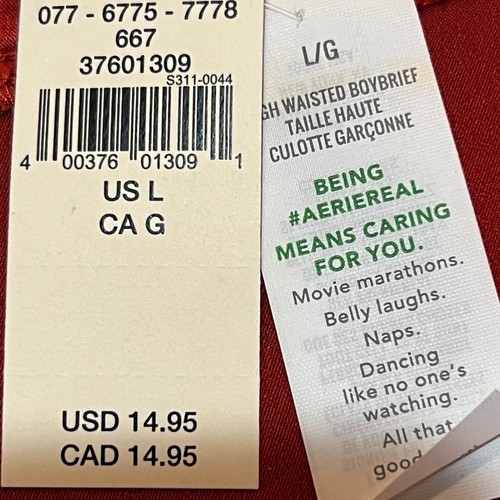 077 - 6775 - 7778
667
37601309
S311-0044
4 00376 01309 1
US L
CA G
USD 14.95
CAD 14.95
L/G
GH WAISTED BOYBRIEF
TAILLE HAUTE
CULOTTE GARÇONNE
BEING
#AERIEREAL
MEANS CARING
FOR YOU.
Movie marathons.
Belly laughs.
Naps.
Dancing
like no one's
watching.
All that
good